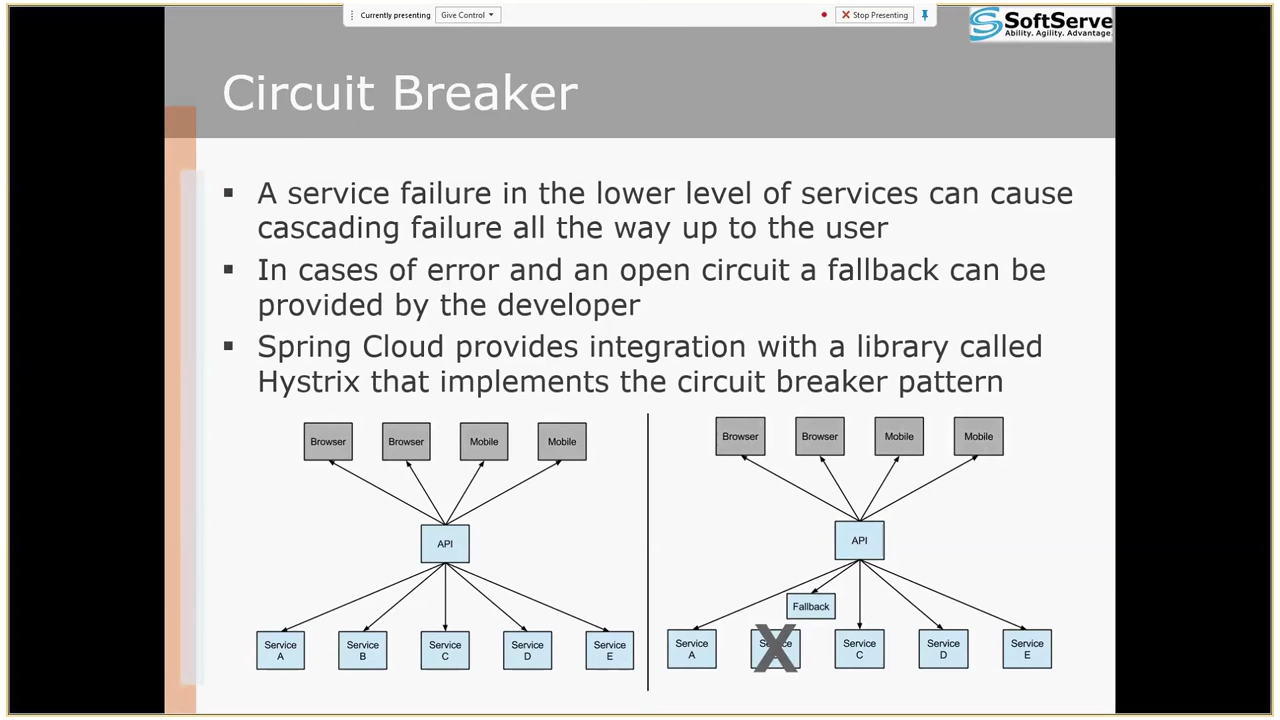 Currently presenting
Give Control
Stop Presenting
SoftServe
Ability. Agility. Advantage.
Circuit Breaker
▪ A service failure in the lower level of services can cause
cascading failure all the way up to the user
▪ In cases of error and an open circuit a fallback can be
provided by the developer
▪ Spring Cloud provides integration with a library called
Hystrix that implements the circuit breaker pattern
Browser
Browser
Mobile
Mobile
API
Service
A
Service
B
Service
C
Service
D
Service
E
Browser
Browser
Mobile
Mobile
API
Fallback
Service
A
X
Service
C
Service
D
Service
E